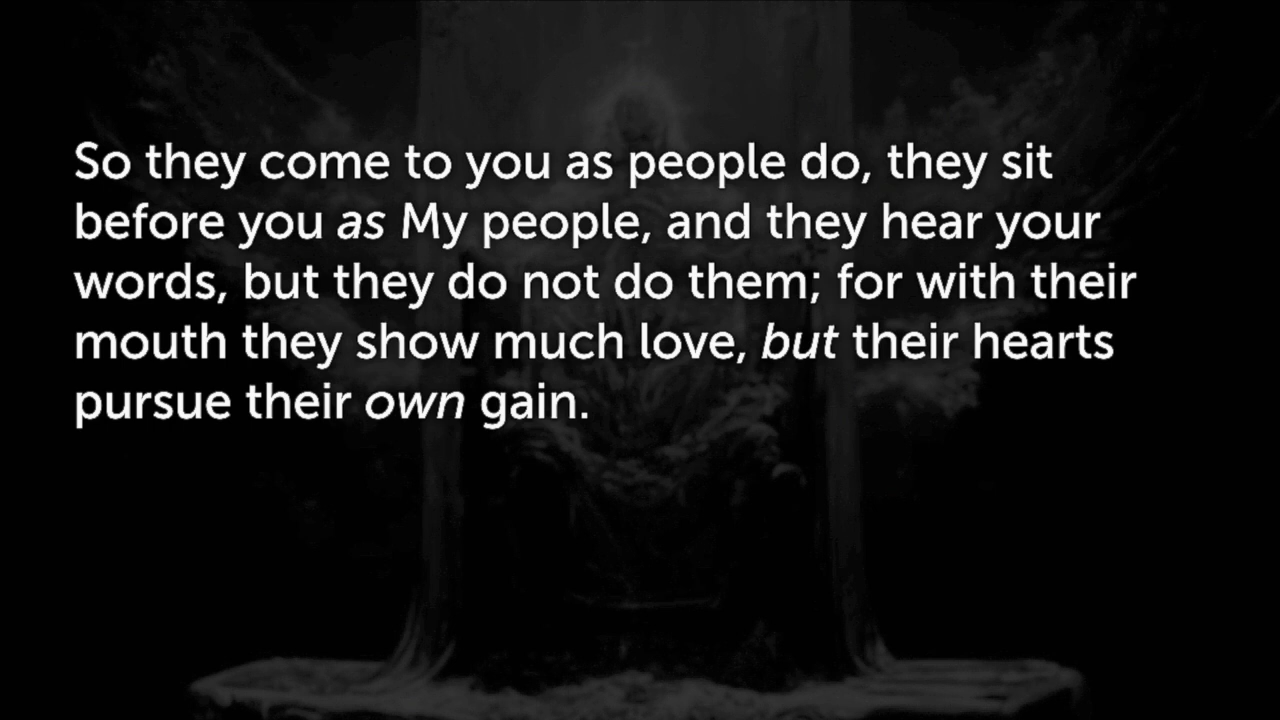 So they come to you as people do, they sit
before you as My people, and they hear your
words, but they do not do them; for with their
mouth they show much love, but their hearts
pursue their own gain.